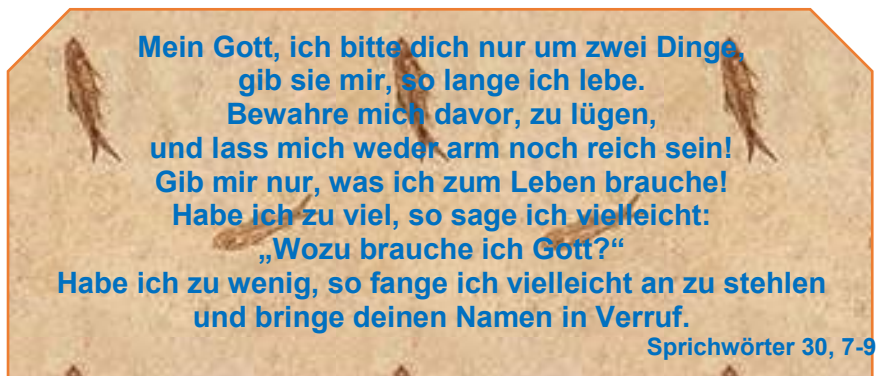 Mein Gott, ich bitte dich nur um zwei Dinge,
gib sie mir, so lange ich lebe.
Bewahre mich davor, zu lügen,
und lass mich weder arm noch reich sein!
Gib mir nur, was ich zum Leben brauche!
Habe ich zu viel, so sage ich vielleicht:
„Wozu brauche ich Gott?“
Habe ich zu wenig, so fange ich vielleicht an zu stehlen
und bringe deinen Namen in Verruf.
Sprichwörter 30, 7-9